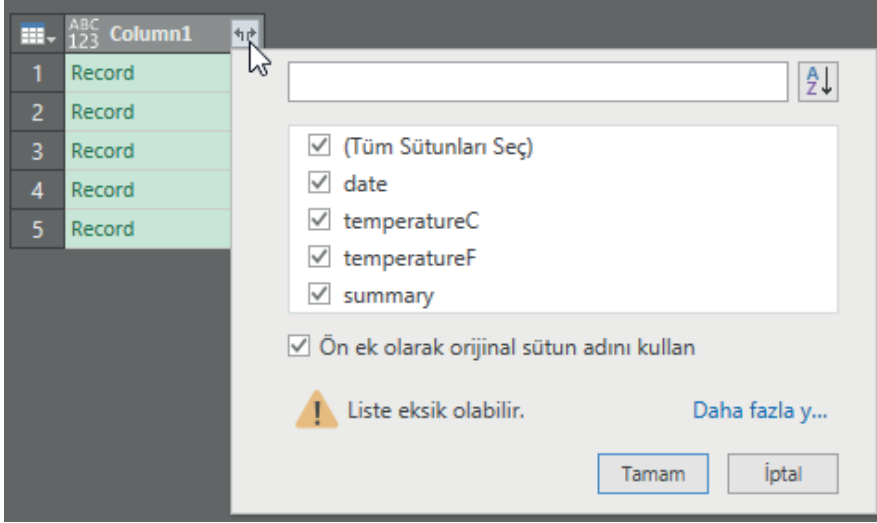 ABC
123 Column1
1 Record
2 Record
3 Record
4 Record
5 Record
A
Z
(Tüm Sütunları Seç)
date
temperatureC
temperatureF
summary
Ön ek olarak orijinal sütun adını kullan
Liste eksik olabilir. Daha fazla y...
Tamam İptal